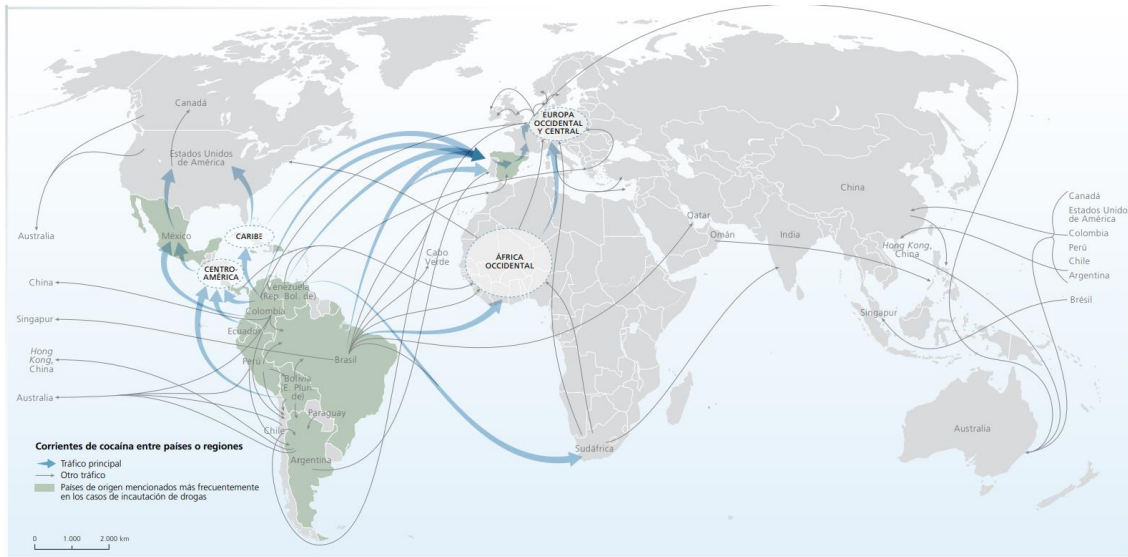 Canadá
Estados Unidos
de América
Australia
México
CARIBE
CENTRO-
AMÉRICA
China
Singapur
Hong
Kong,
China
Australia
Venezuela
(Rep. Bol. de)
Colombia
Ecuador
Perú
Brasil
Bolivia
(E. Plun.
de)
Paraguay
Chile
Argentina
EUROPA
OCCIDENTAL
Y CENTRAL
Cabo
Verde
ÁFRICA
OCCIDENTAL
Sudáfrica
Qatar
Omán
India
China
Hong Kong,
China
Singapur
Australia
Canadá
Estados Unidos
de América
Colombia
Perú
Chile
Argentina
Brésil
Corrientes de cocaína entre países o regiones
Tráfico principal
Otro tráfico
Países de origen mencionados más frecuentemente
en los casos de incautación de drogas
0 1.000 2.000 km